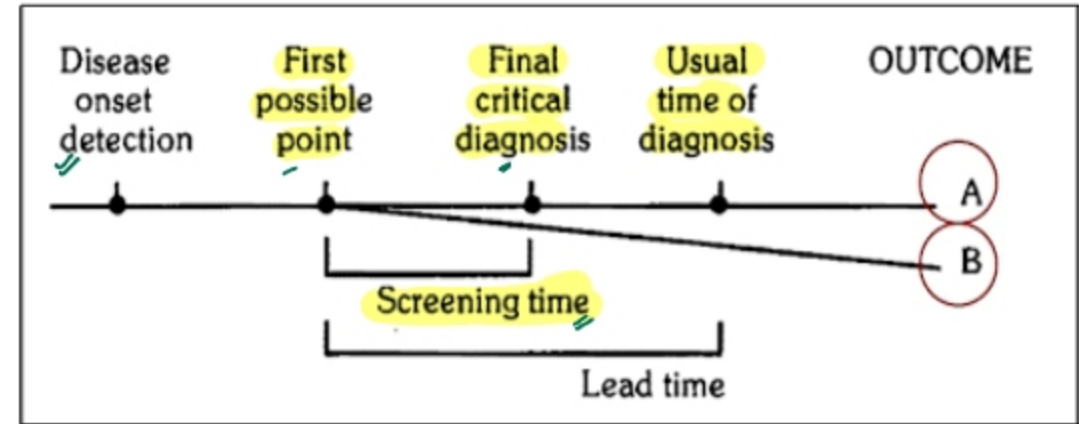 Disease
onset
detection
First
possible
point
Final
critical
diagnosis
Usual
time of
diagnosis
OUTCOME
A
B
Screening time
Lead time